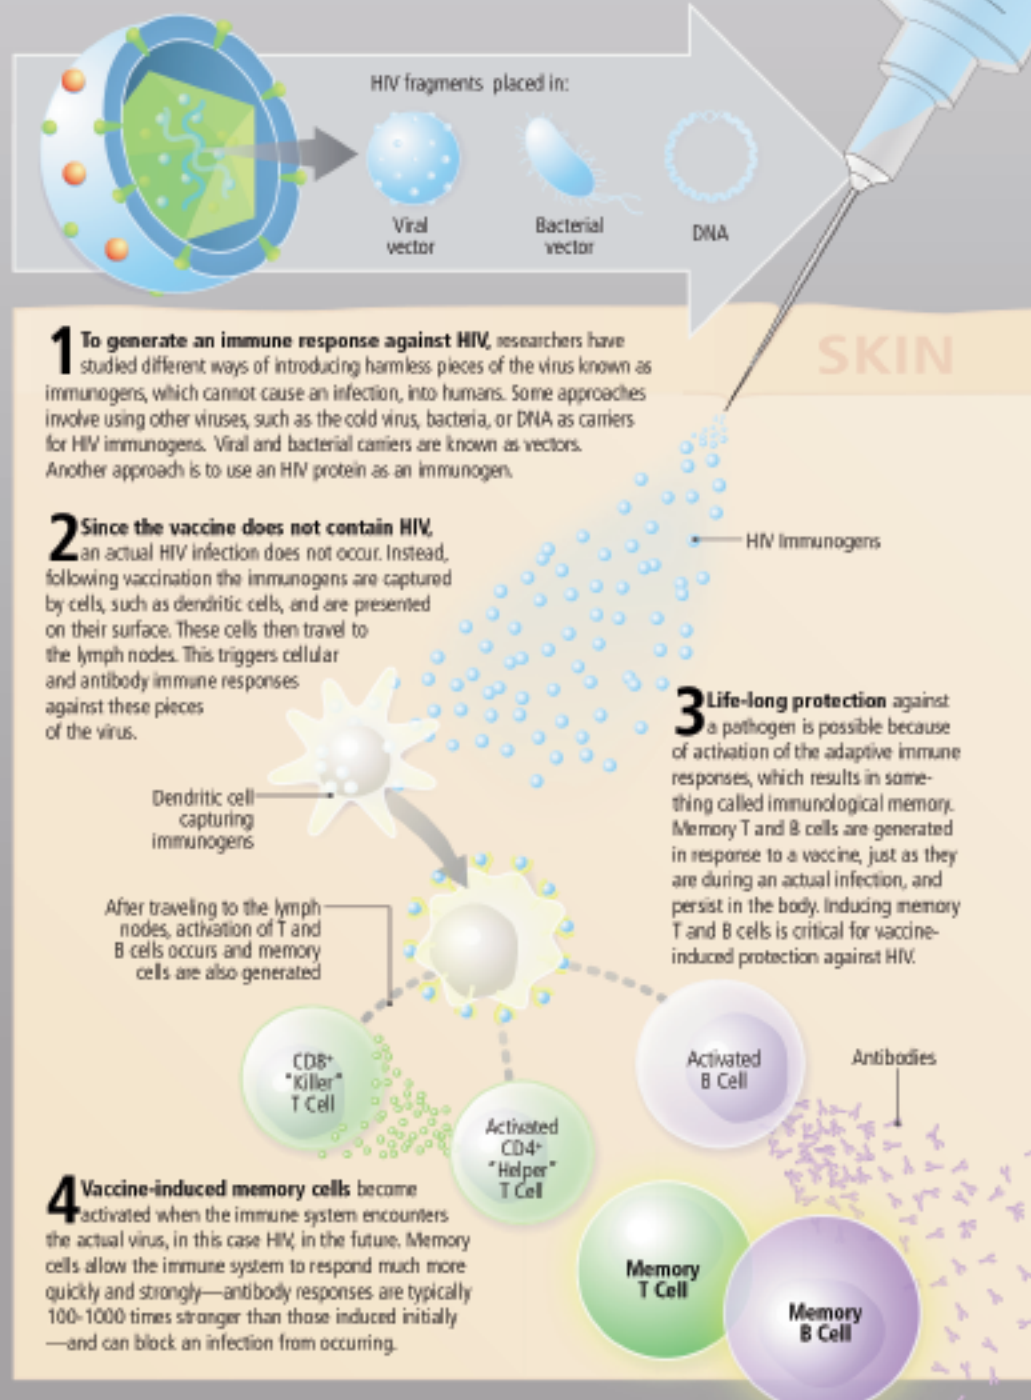 HIV fragments placed in:
Viral
vector
Bacterial
vector
DNA
SKIN
1 To generate an immune response against HIV, researchers have
studied different ways of introducing harmless pieces of the virus known as
immunogens, which cannot cause an infection, into humans. Some approaches
involve using other viruses, such as the cold virus, bacteria, or DNA as carriers
for HIV immunogens. Viral and bacterial carriers are known as vectors.
Another approach is to use an HIV protein as an immunogen.
2 Since the vaccine does not contain HIV,
an actual HIV infection does not occur. Instead,
following vaccination the immunogens are captured
by cells, such as dendritic cells, and are presented
on their surface. These cells then travel to
the lymph nodes. This triggers cellular
and antibody immune responses
against these pieces
of the virus.
HIV Immunogens
Dendritic cell
capturing
immunogens
3 Life-long protection against
a pathogen is possible because
of activation of the adaptive immune
responses, which results in some-
thing called immunological memory.
Memory T and B cells are generated
in response to a vaccine, just as they
are during an actual infection, and
persist in the body. Inducing memory
T and B cells is critical for vaccine-
induced protection against HIV.
After traveling to the lymph
nodes, activation of T and
B cells occurs and memory
cells are also generated
CD8+
"Killer"
T Cell
Activated
CD4+
"Helper"
T Cell
Activated
B Cell
Antibodies
4 Vaccine-induced memory cells become
activated when the immune system encounters
the actual virus, in this case HIV, in the future. Memory
cells allow the immune system to respond much more
quickly and strongly—antibody responses are typically
100-1000 times stronger than those induced initially
—and can block an infection from occurring.
Memory
T Cell
Memory
B Cell